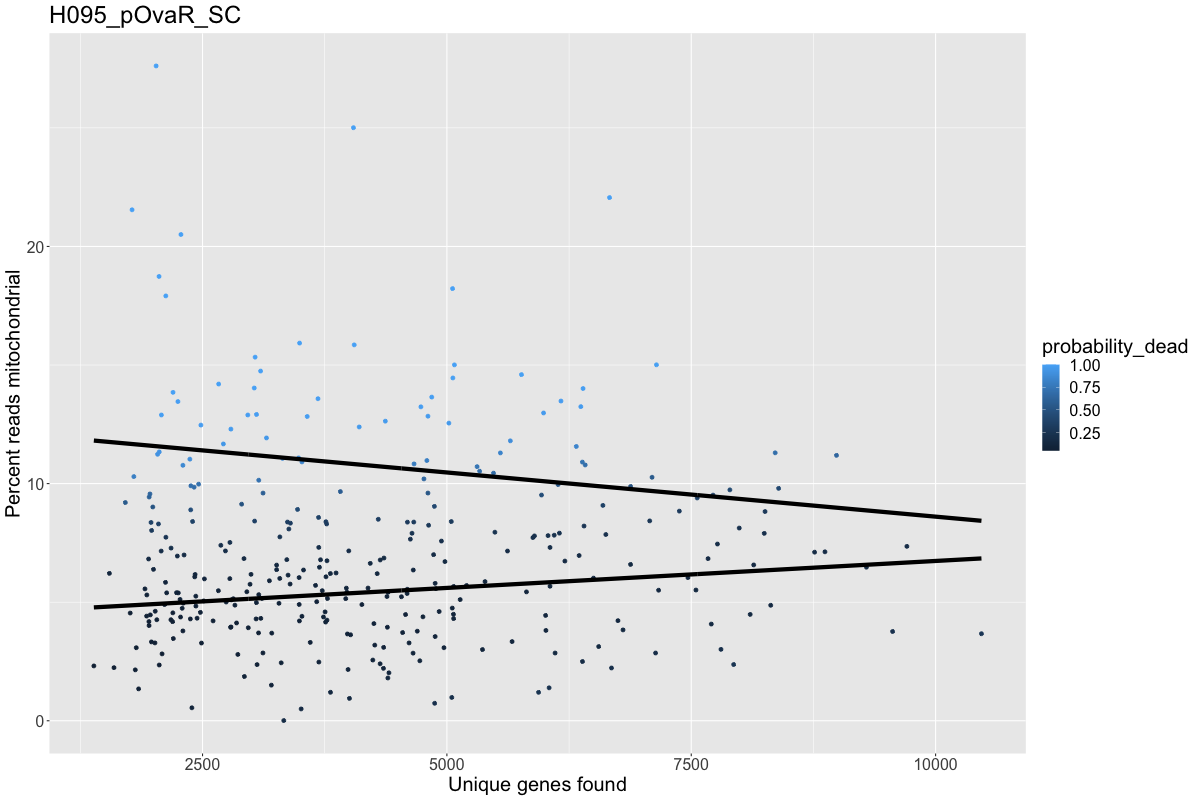 H095_pOvaR_SC
Percent reads mitochondrial
20
10
0
2500
5000
7500
10000
Unique genes found
probability_dead
1.00
0.75
0.50
0.25